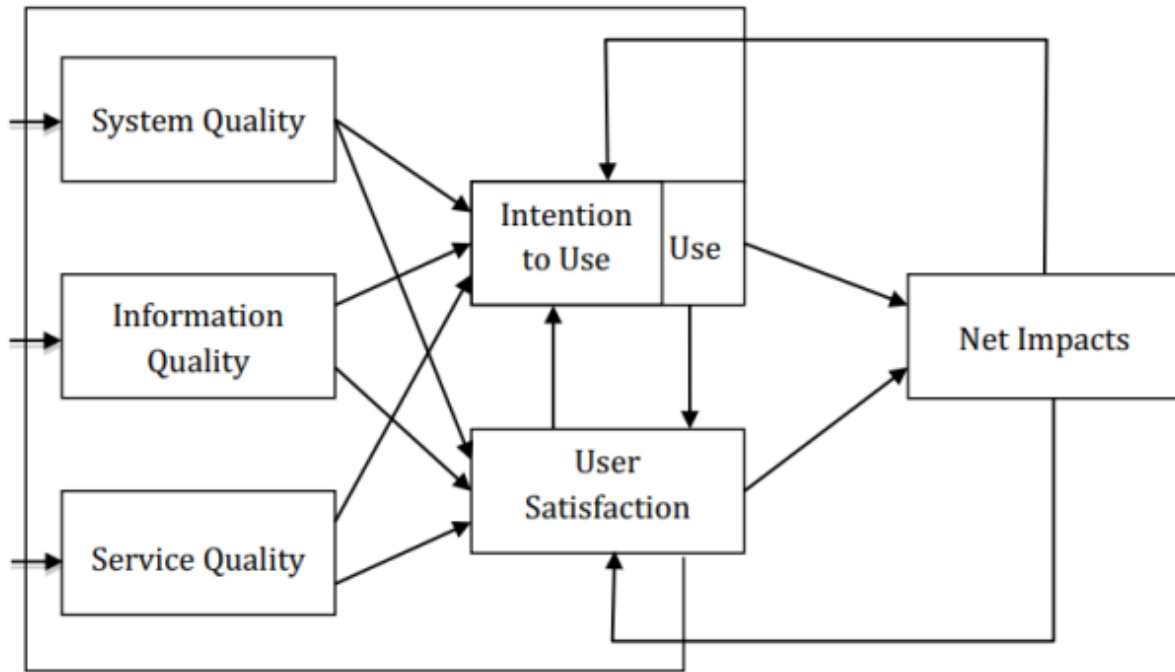 System Quality
Intention
to Use
Use
Information
Quality
Net Impacts
User
Satisfaction
Service Quality